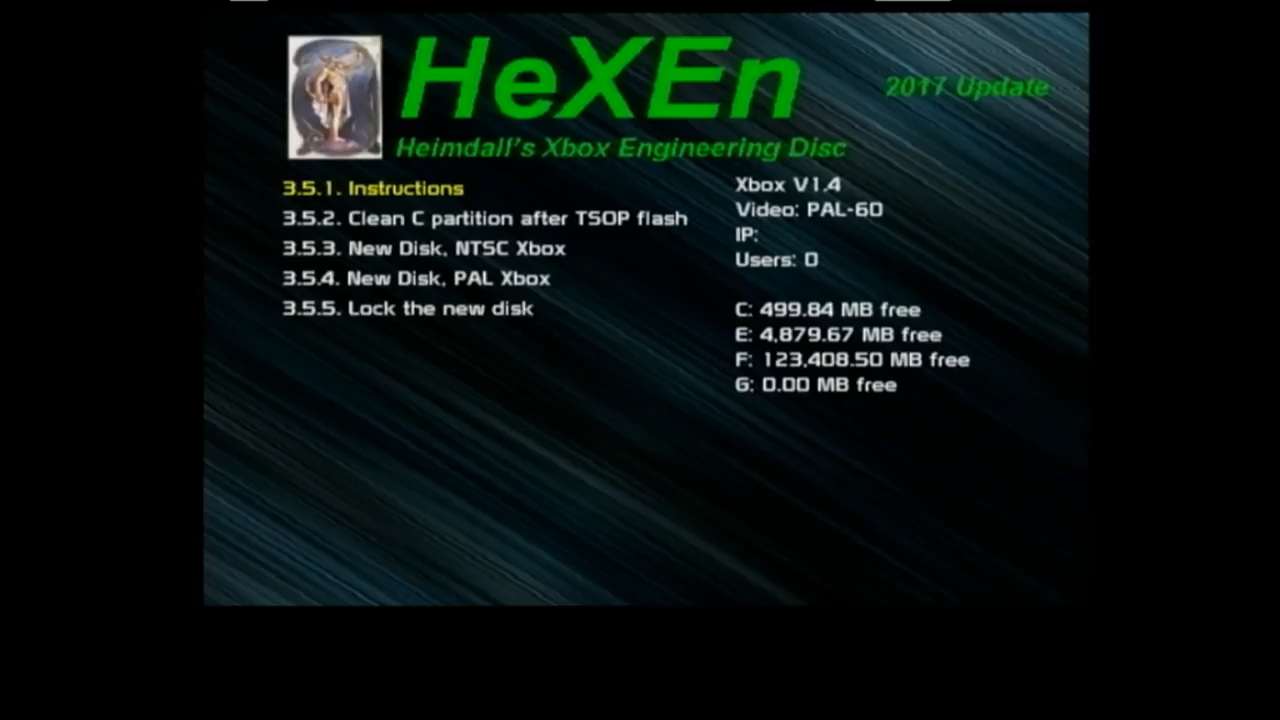 HeXEn
2017 Update
Heimdall's Xbox Engineering Disc
3.5.1. Instructions
3.5.2. Clean C partition after TSOP flash
3.5.3. New Disk, NTSC Xbox
3.5.4. New Disk, PAL Xbox
3.5.5. Lock the new disk
Xbox V1.4
Video: PAL-60
IP:
Users: 0
C: 499.84 MB free
E: 4,879.67 MB free
F: 123,408.50 MB free
G: 0.00 MB free